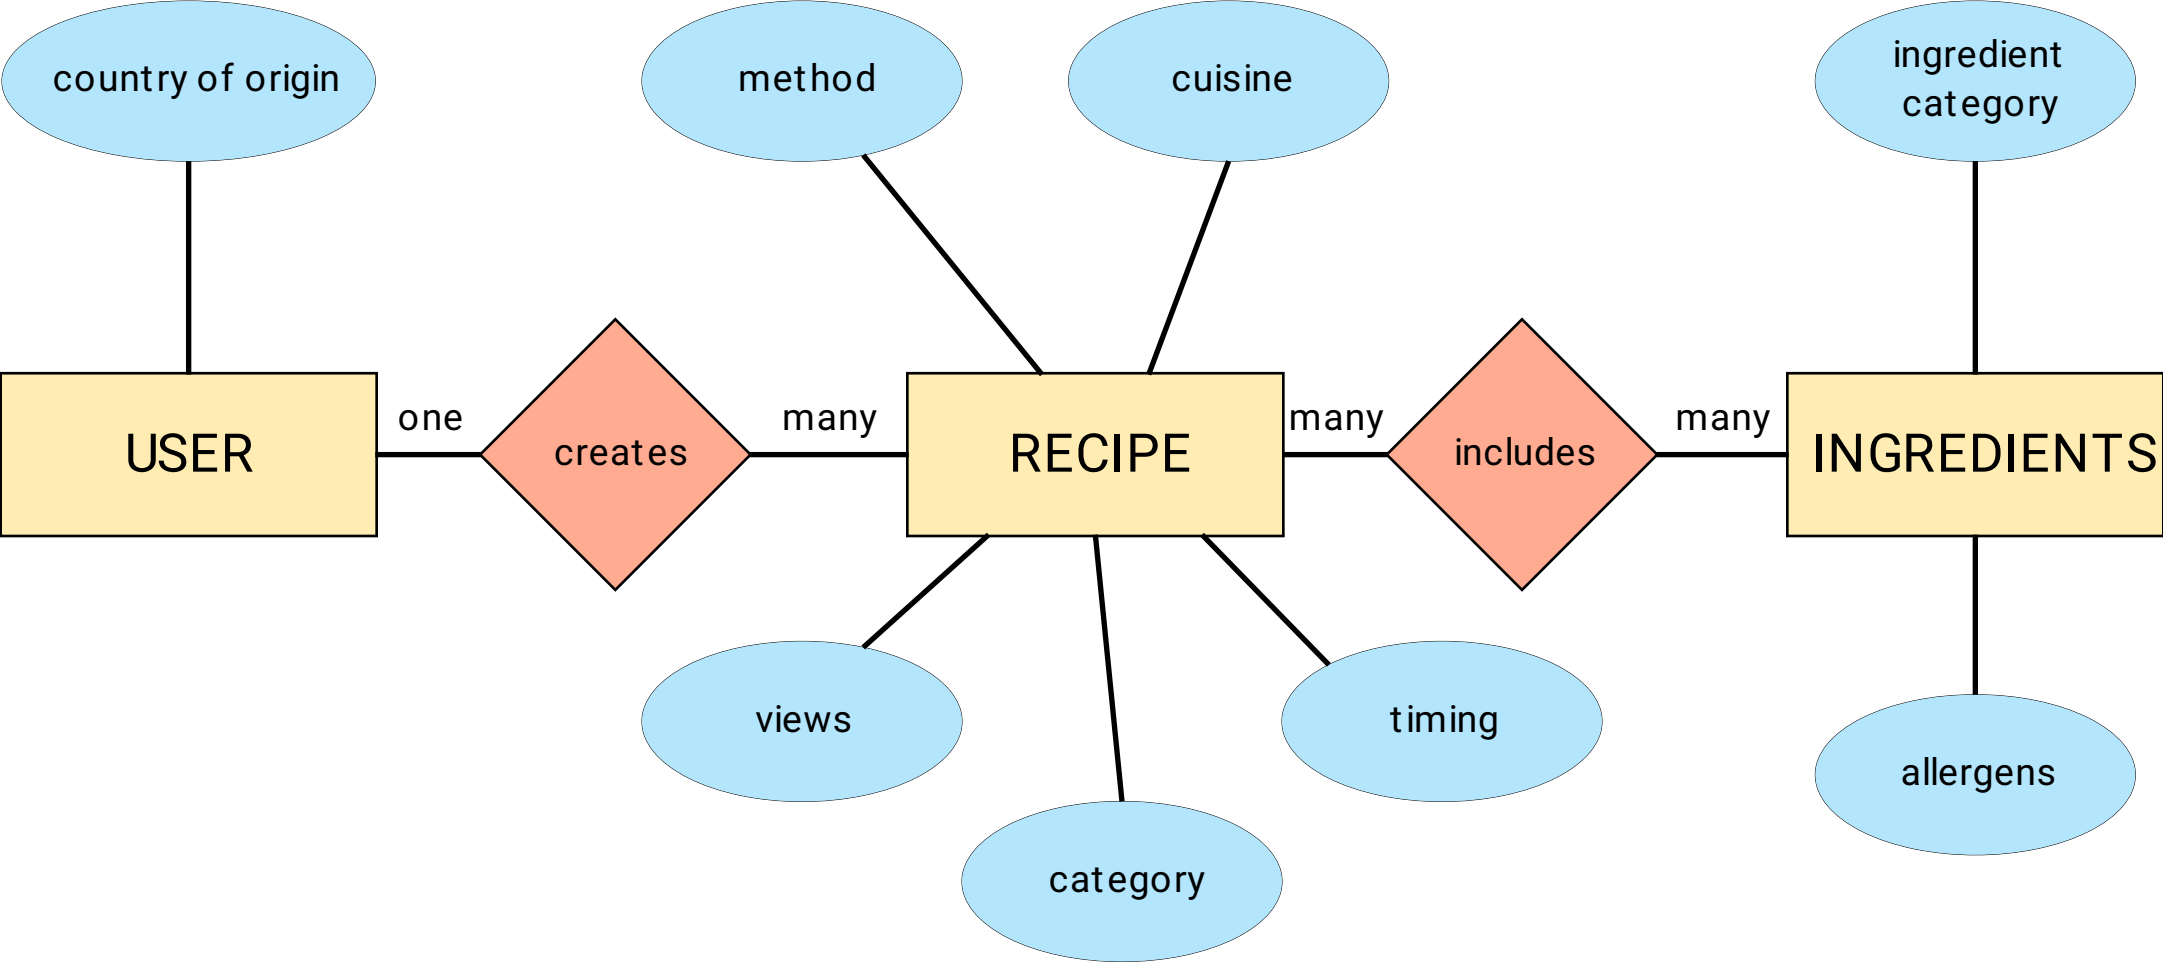 country of origin
method
cuisine
ingredient
category
one
many
many
many
USER
creates
RECIPE
includes
INGREDIENTS
views
timing
allergens
category